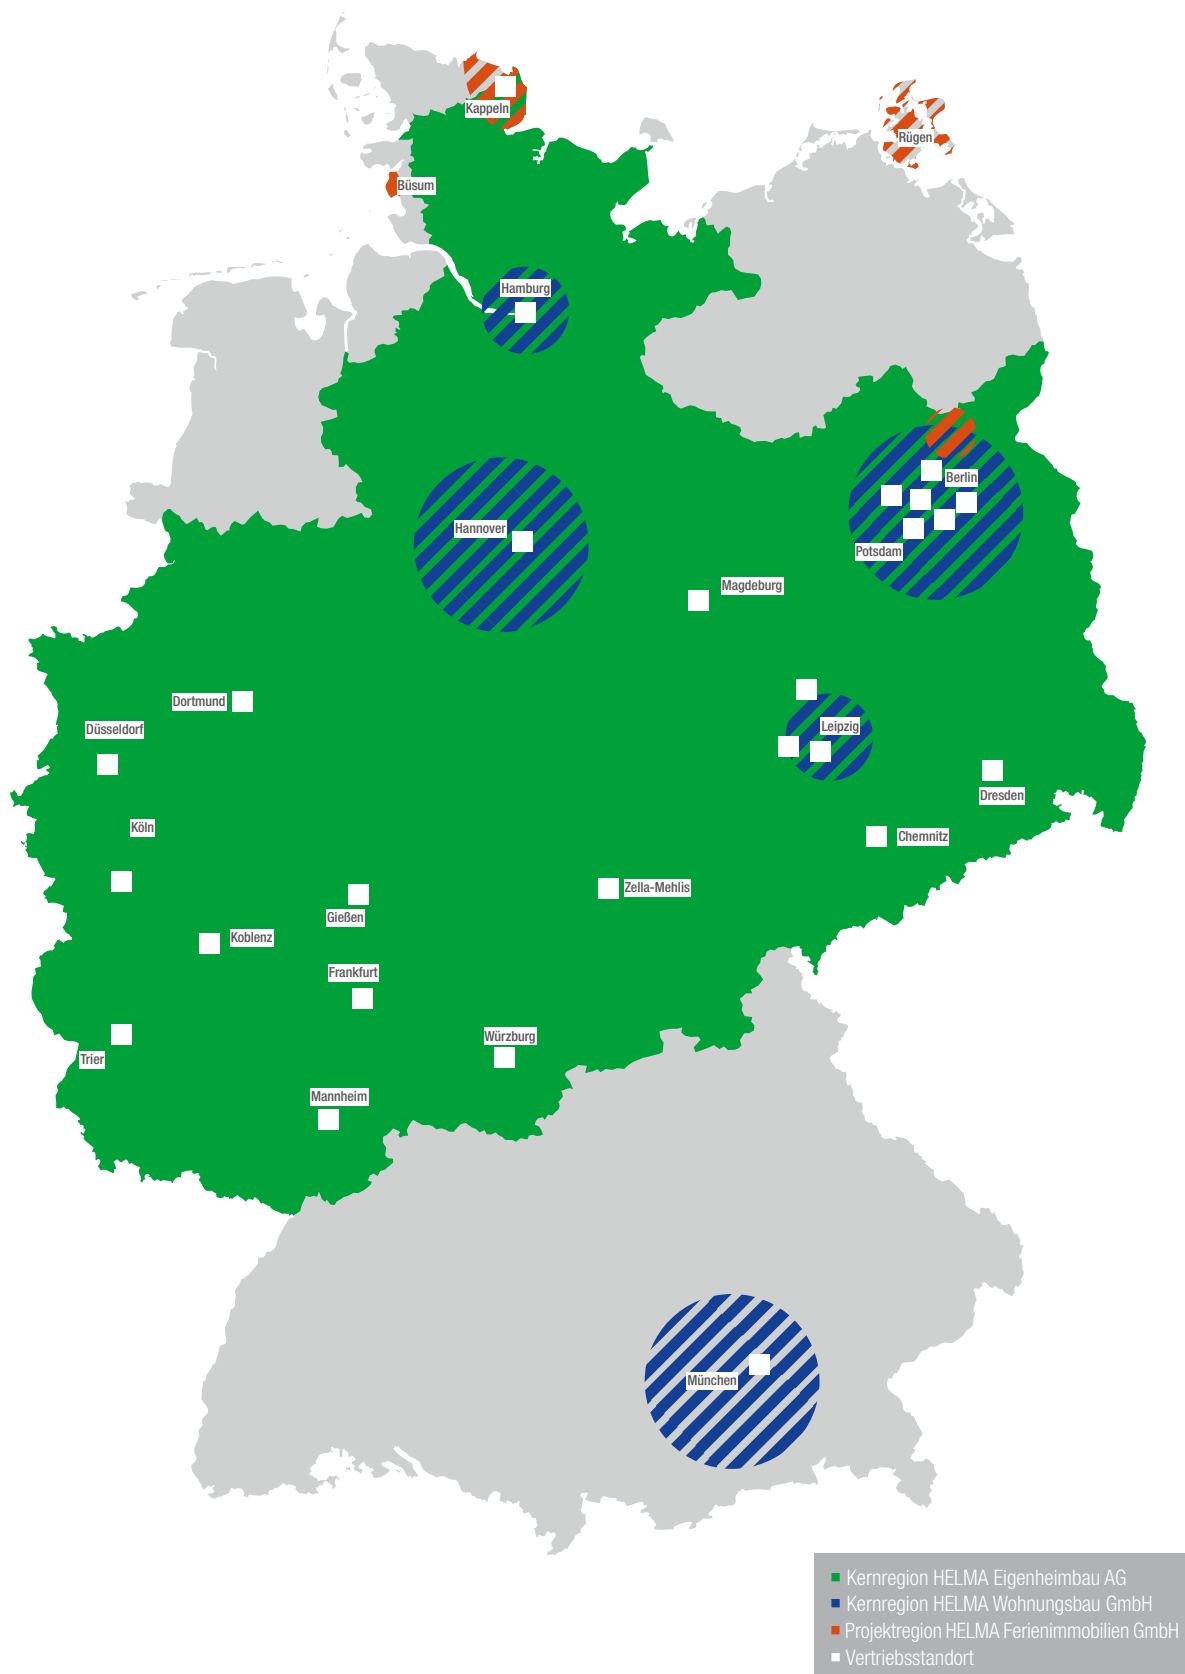 Kappeln
Rügen
Büsum
Hamburg
Berlin
Hannover
Potsdam
Magdeburg
Dortmund
Düsseldorf
Leipzig
Dresden
Köln
Chemnitz
Zella-Mehlis
Gießen
Koblenz
Frankfurt
Würzburg
Trier
Mannheim
München
Kernregion HELMA Eigenheimbau AG
Kernregion HELMA Wohnungsbau GmbH
Projektregion HELMA Ferienimmobilien GmbH
Vertriebsstandort